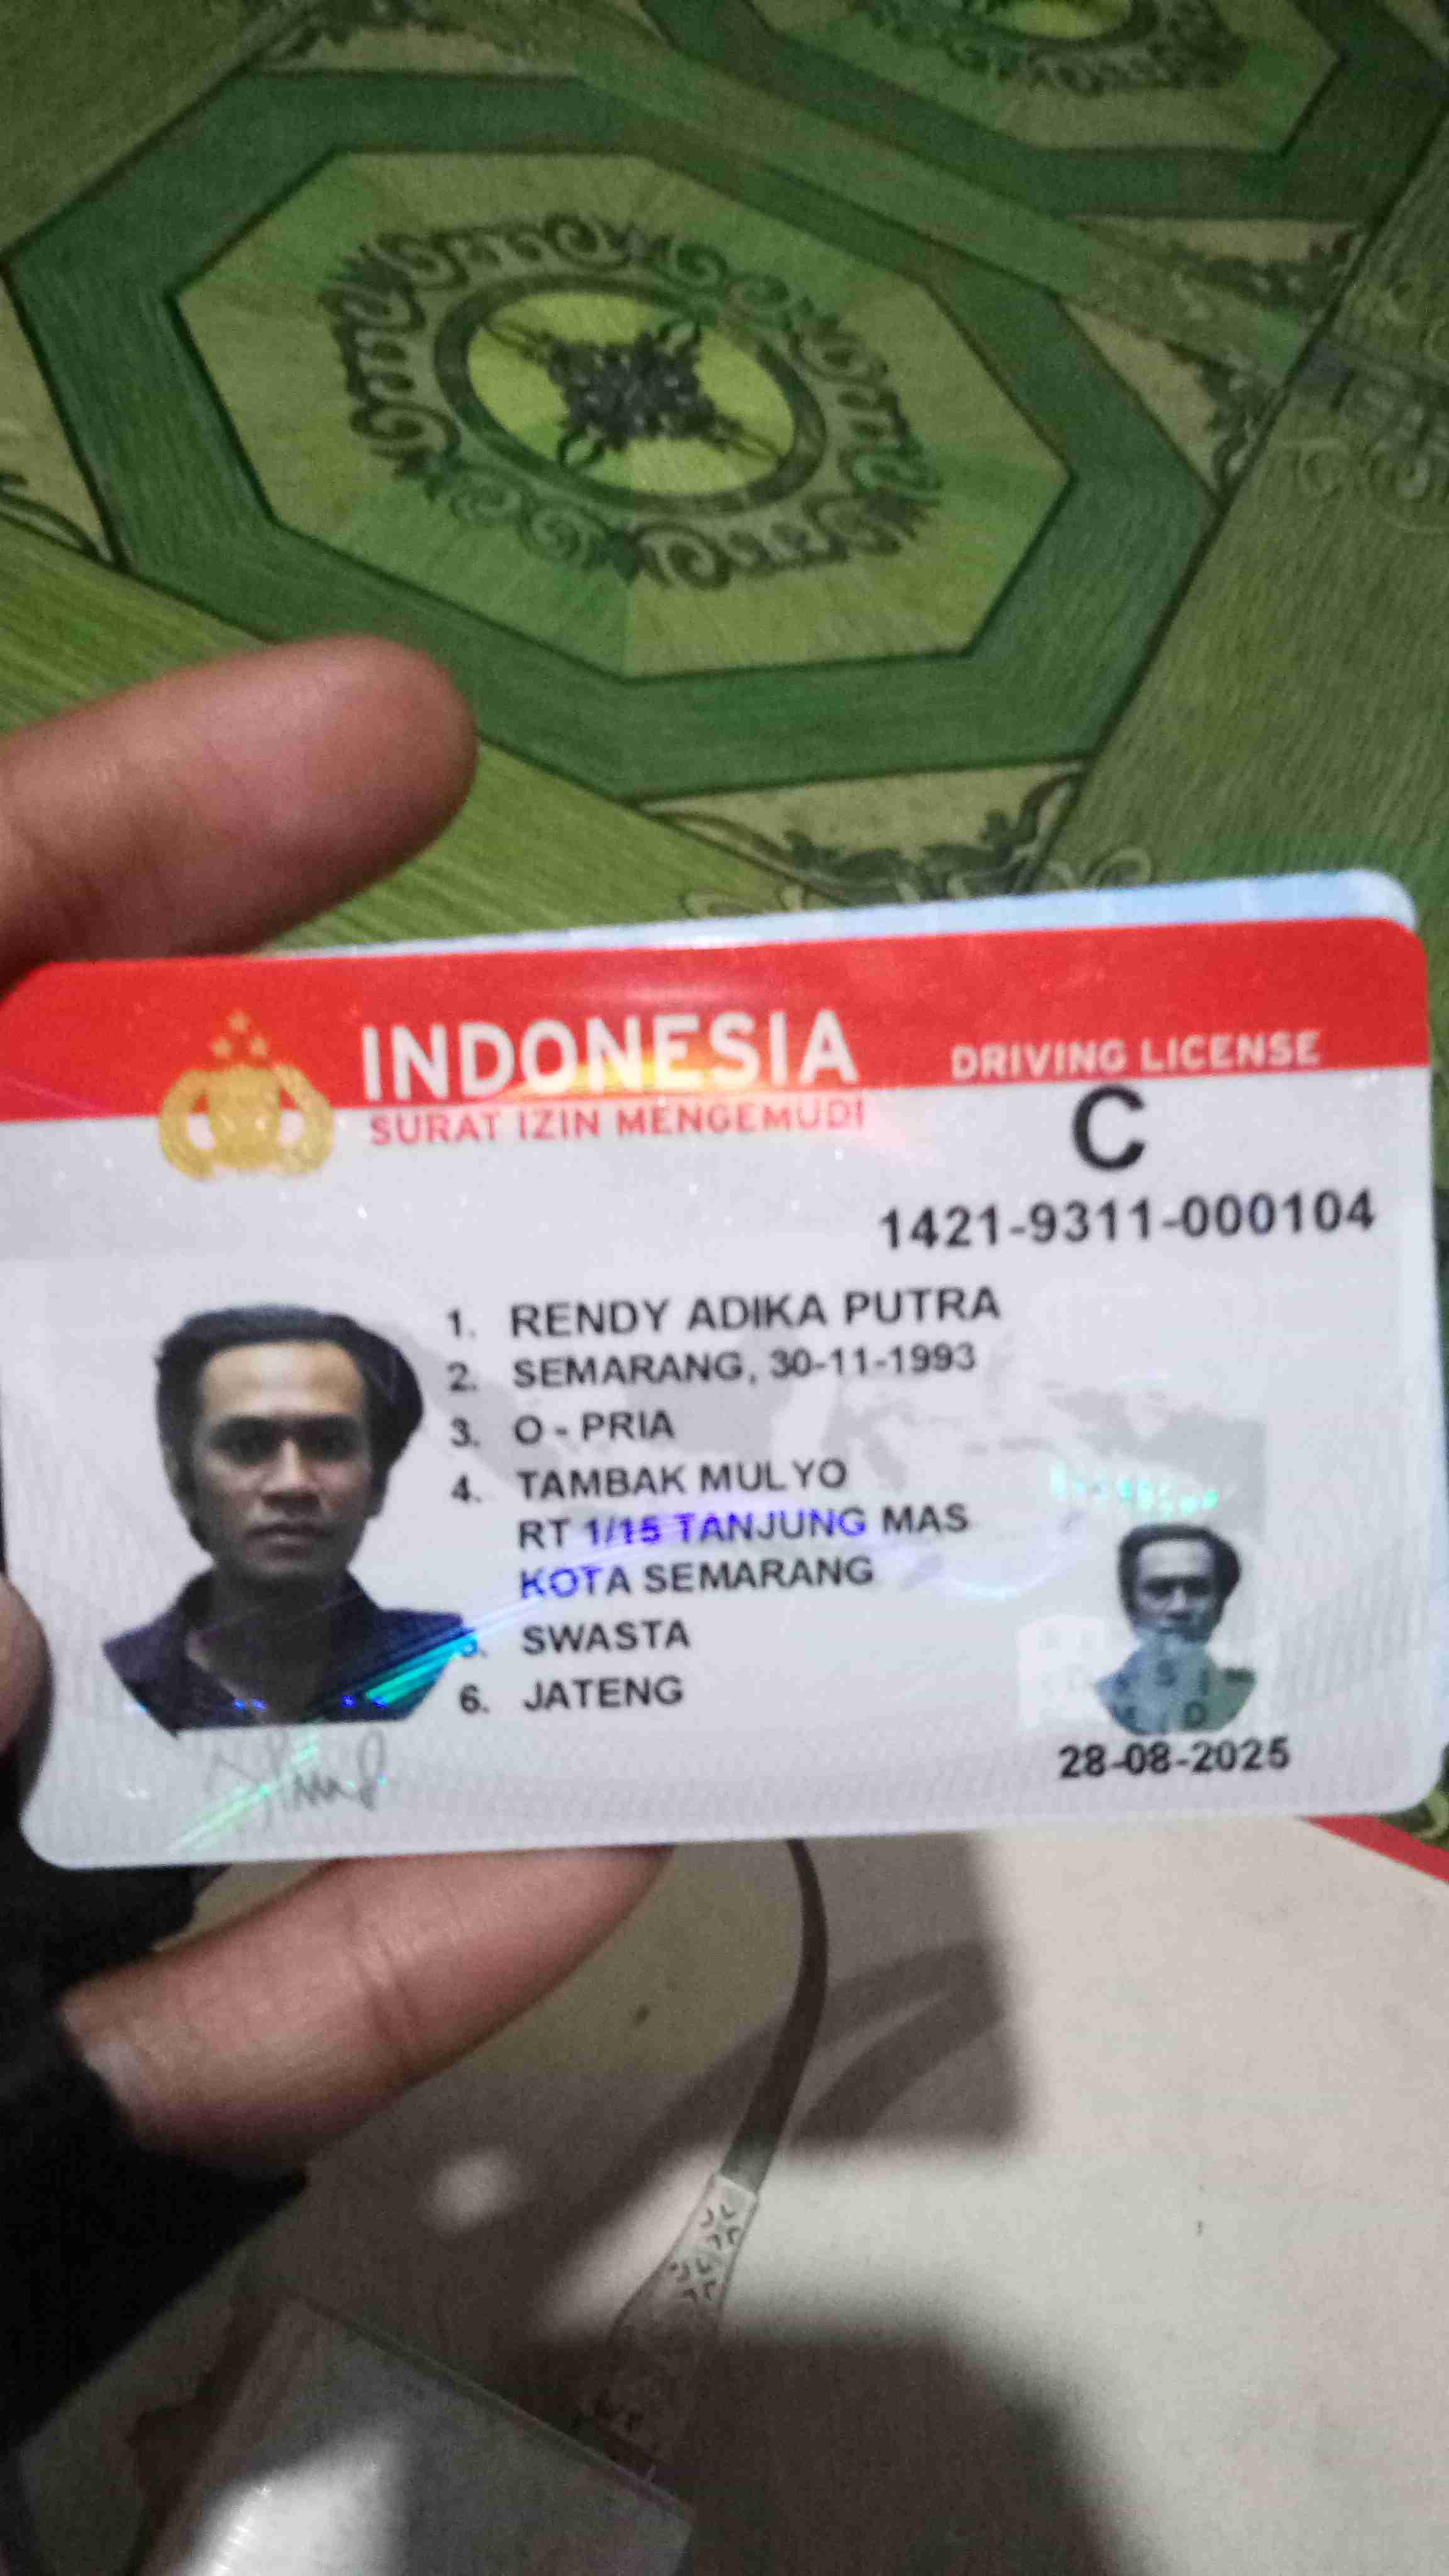 INDONESIA
SURAT IZIN MENGEMUDI
DRIVING LICENSE
C
1421-9311-000104
1. RENDY ADIKA PUTRA
2. SEMARANG, 30-11-1993
3. O - PRIA
4. TAMBAK MULYO
RT 1/15 TANJUNG MAS
KOTA SEMARANG
5. SWASTA
6. JATENG
28-08-2025